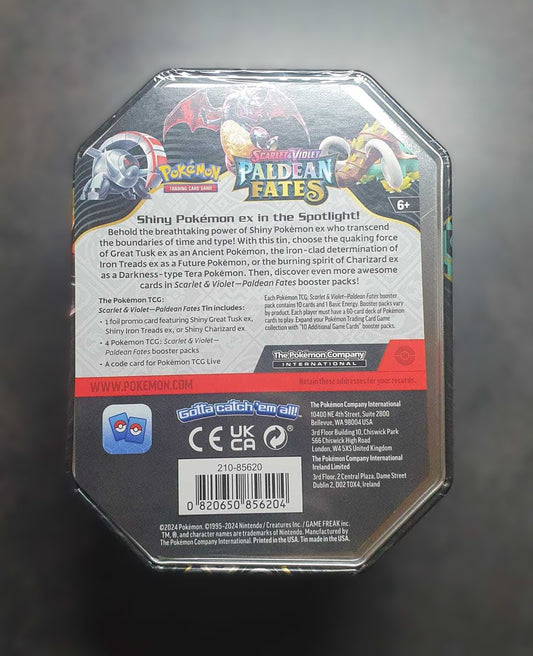 Pokémon
TRADING CARD GAME
SCARLET & VIOLET
PALDEAN
FATES
6+
Shiny Pokémon ex in the Spotlight!
Behold the breathtaking power of Shiny Pokémon ex who transcend
the boundaries of time and type! With this tin, choose the quaking force
of Great Tusk ex as an Ancient Pokémon, the iron-clad determination of
Iron Treads ex as a Future Pokémon, or the burning spirit of Charizard ex
as a Darkness-type Tera Pokémon. Then, discover even more awesome
cards in Scarlet & Violet—Paldean Fates booster packs!
The Pokémon TCG:
Scarlet & Violet—Paldean Fates Tin includes:
• 1 foil promo card featuring Shiny Great Tusk ex,
Shiny Iron Treads ex, or Shiny Charizard ex
• 4 Pokémon TCG: Scarlet & Violet—
Paldean Fates booster packs
• A code card for Pokémon TCG Live
Each Pokémon TCG: Scarlet & Violet—Paldean Fates booster
pack contains 10 cards and 1 Basic Energy. Booster packs vary
by product. Each player must have a 60-card deck of Pokémon
cards to play. Expand your Pokémon Trading Card Game
collection with "10 Additional Game Cards" booster packs.
The Pokémon Company
INTERNATIONAL
WWW.POKEMON.COM
Retain these addresses for your records.
Gotta catch 'em all!
CE UK
CA
210-85620
0 820650 856204
The Pokémon Company International
10400 NE 4th Street, Suite 2800
Bellevue, WA 98004 USA
3rd Floor Building 10, Chiswick Park
566 Chiswick High Road
London, W4 5XS United Kingdom
The Pokémon Company International
Ireland Limited
3rd Floor, 2 Central Plaza, Dame Street
Dublin 2, D02 T0X4, Ireland
©2024 Pokémon. ©1995-2024 Nintendo / Creatures Inc. / GAME FREAK inc.
TM, ®, and character names are trademarks of Nintendo. Manufactured by
The Pokémon Company International. Printed in the USA. Tin made in the USA.